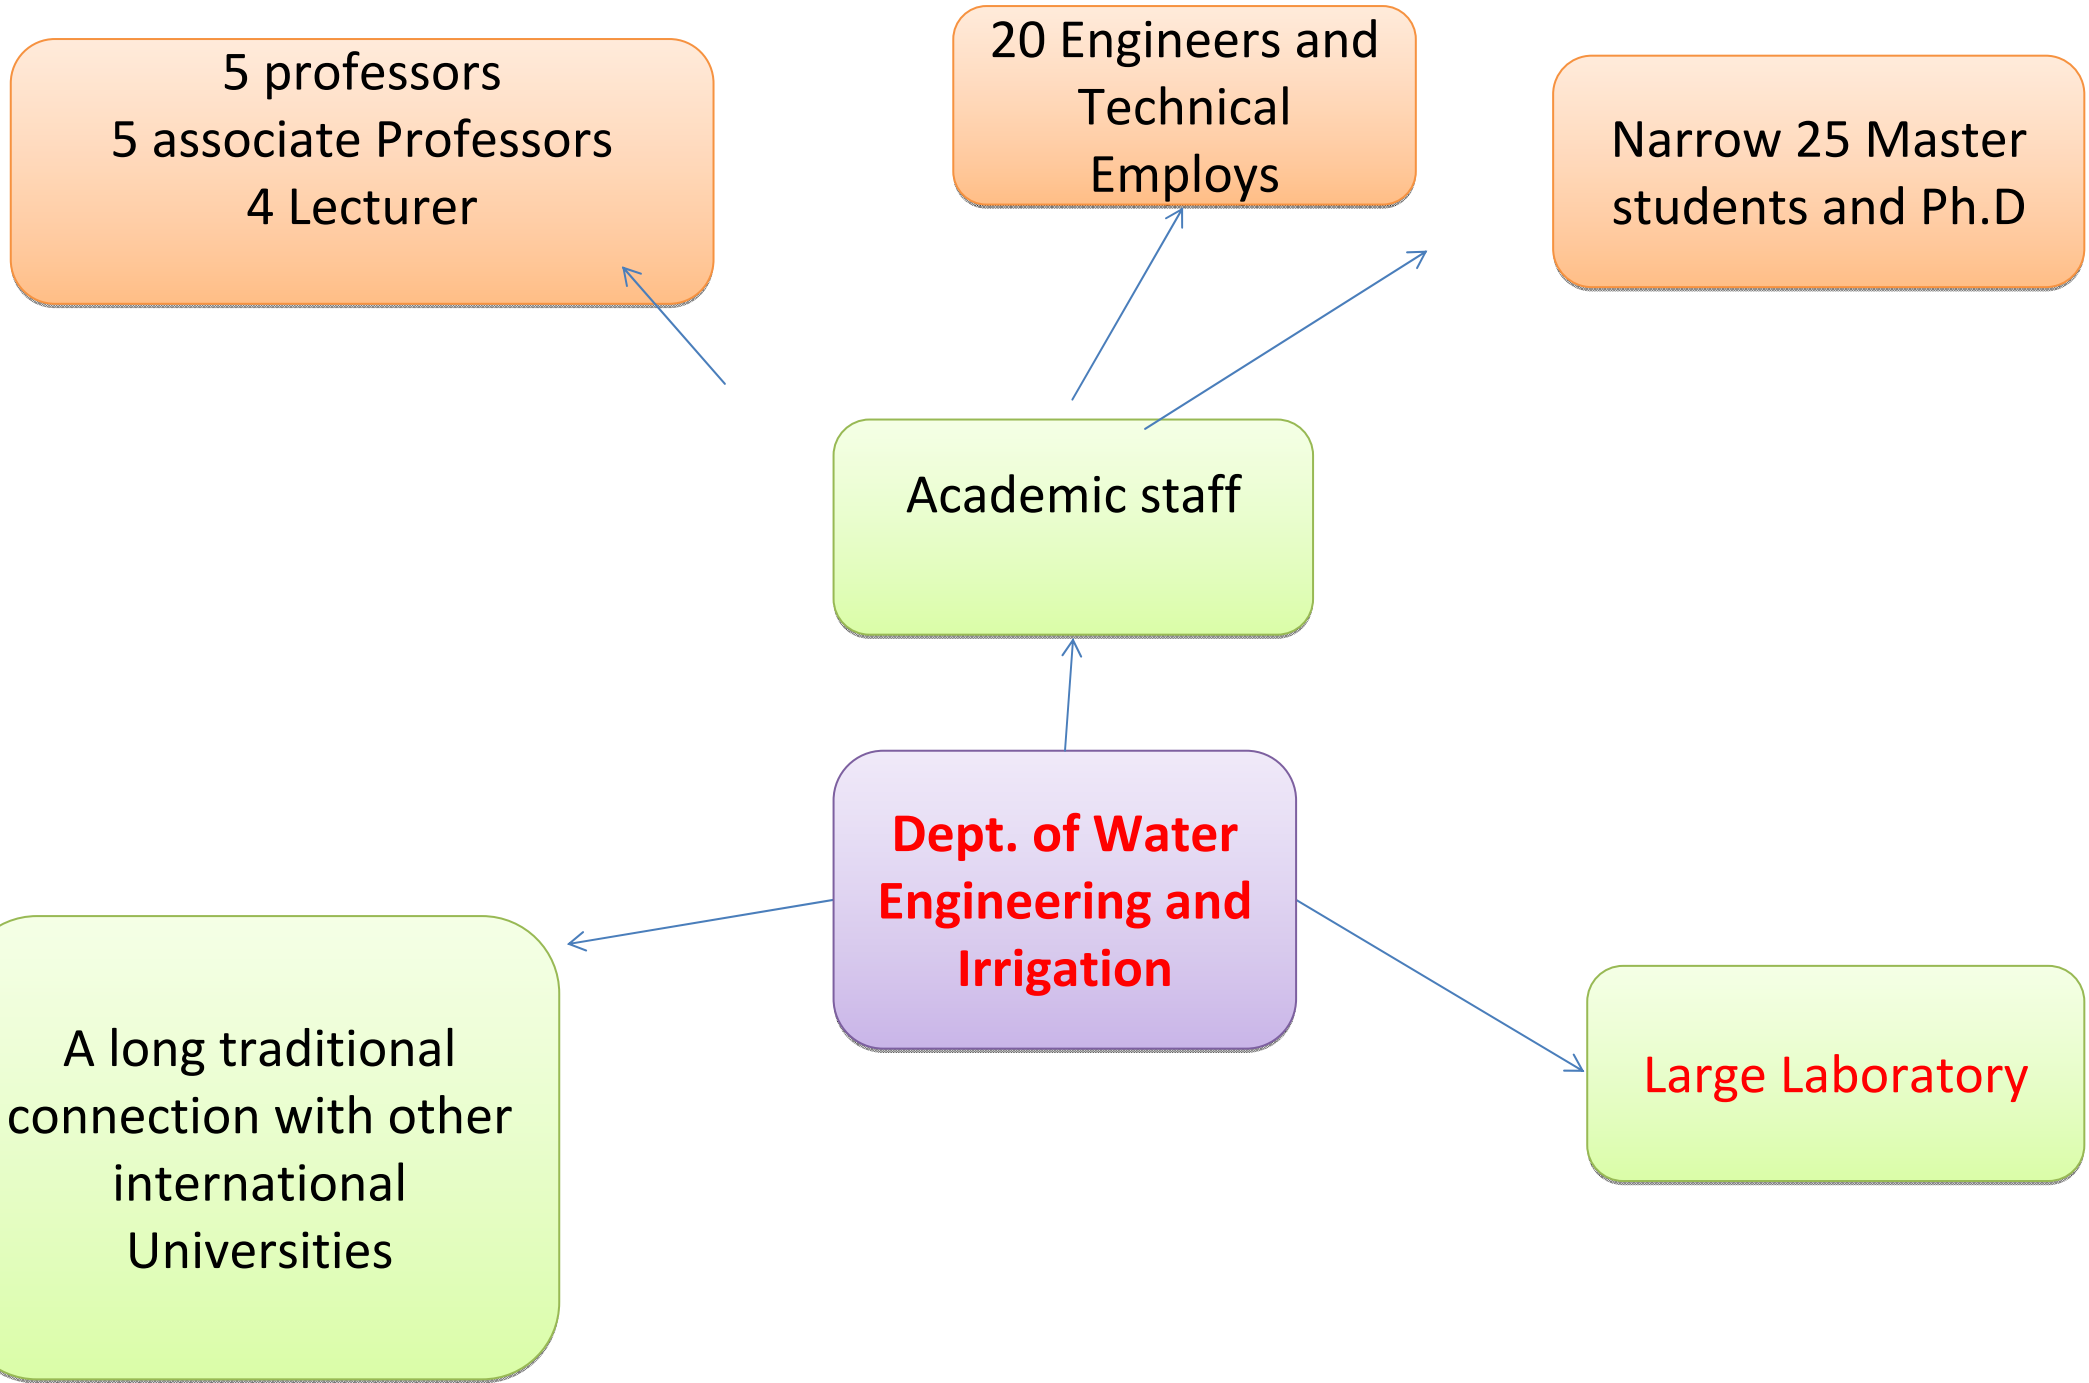 5 professors
5 associate Professors
4 Lecturer
20 Engineers and
Technical
Employs
Narrow 25 Master
students and Ph.D
Academic staff
Dept. of Water
Engineering and
Irrigation
A long traditional
connection with other
international
Universities
Large Laboratory